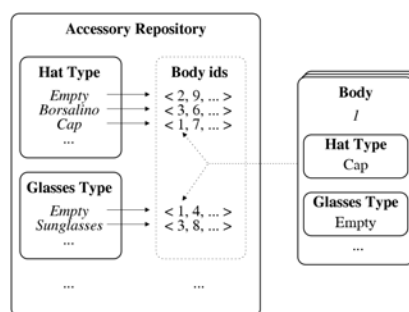 Accessory Repository
Hat Type
Empty
Borsalino
Cap
...
Body ids
< 2, 9, ... >
< 3, 6, ... >
< 1, 7, ... >
Glasses Type
Empty
Sunglasses
...
< 1, 4, ... >
< 3, 8, ... >
...
...
Body
1
Hat Type
Cap
Glasses Type
Empty
...